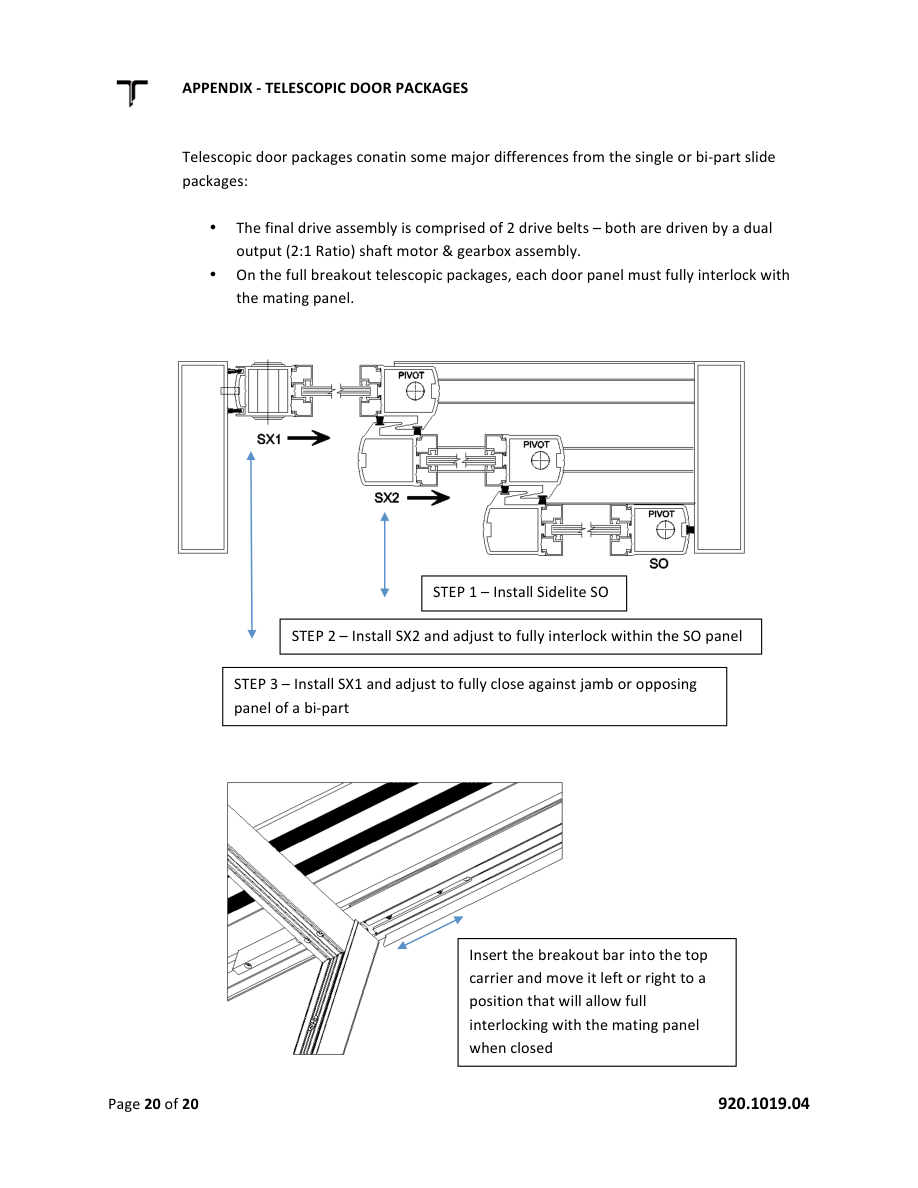 APPENDIX - TELESCOPIC DOOR PACKAGES
Telescopic door packages conatin some major differences from the single or bi-part slide
packages:
• The final drive assembly is comprised of 2 drive belts – both are driven by a dual
output (2:1 Ratio) shaft motor & gearbox assembly.
• On the full breakout telescopic packages, each door panel must fully interlock with
the mating panel.
PIVOT
SX1
PIVOT
SX2
PIVOT
SO
STEP 1 – Install Sidelite SO
STEP 2 – Install SX2 and adjust to fully interlock within the SO panel
STEP 3 – Install SX1 and adjust to fully close against jamb or opposing
panel of a bi-part
Insert the breakout bar into the top
carrier and move it left or right to a
position that will allow full
interlocking with the mating panel
when closed
Page 20 of 20
920.1019.04